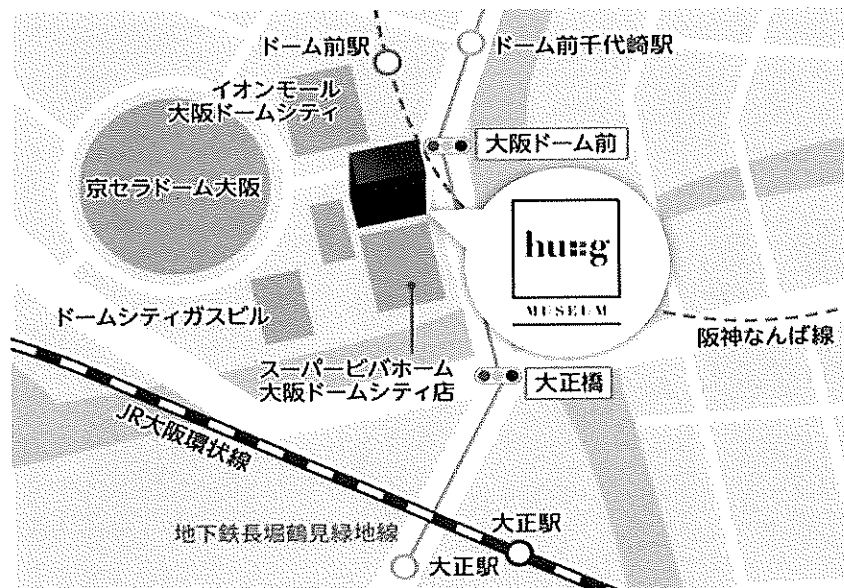 ドーム前駅
ドーム前千代崎駅
イオンモール
大阪ドームシティ
大阪ドーム前
京セラドーム大阪
hu::g
MUSEUM
ドームシティガスビル
阪神なんば線
スーパービバホーム
大阪ドームシティ店
大正橋
JR大阪環状線
地下鉄長堀鶴見緑地線
大正駅
大正駅